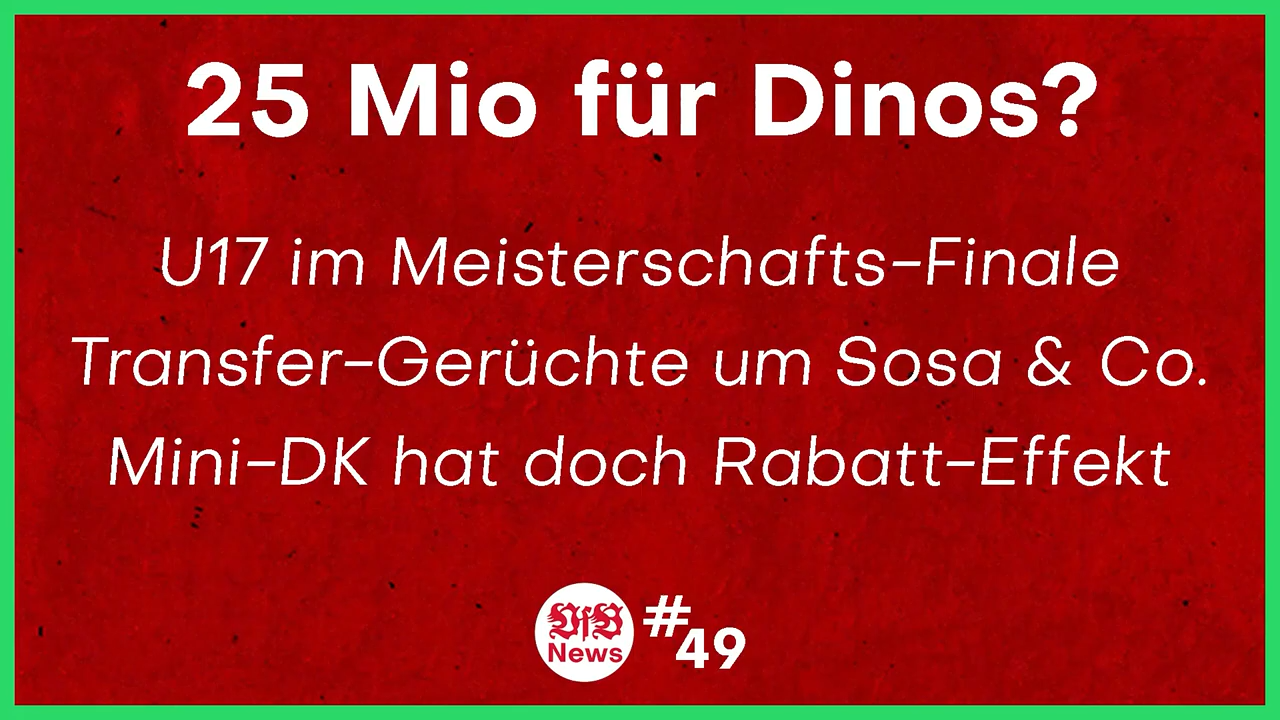 25 Mio für Dinos?
U17 im Meisterschafts-Finale
Transfer-Gerüchte um Sosa & Co.
Mini-DK hat doch Rabatt-Effekt
VfB
News
#49